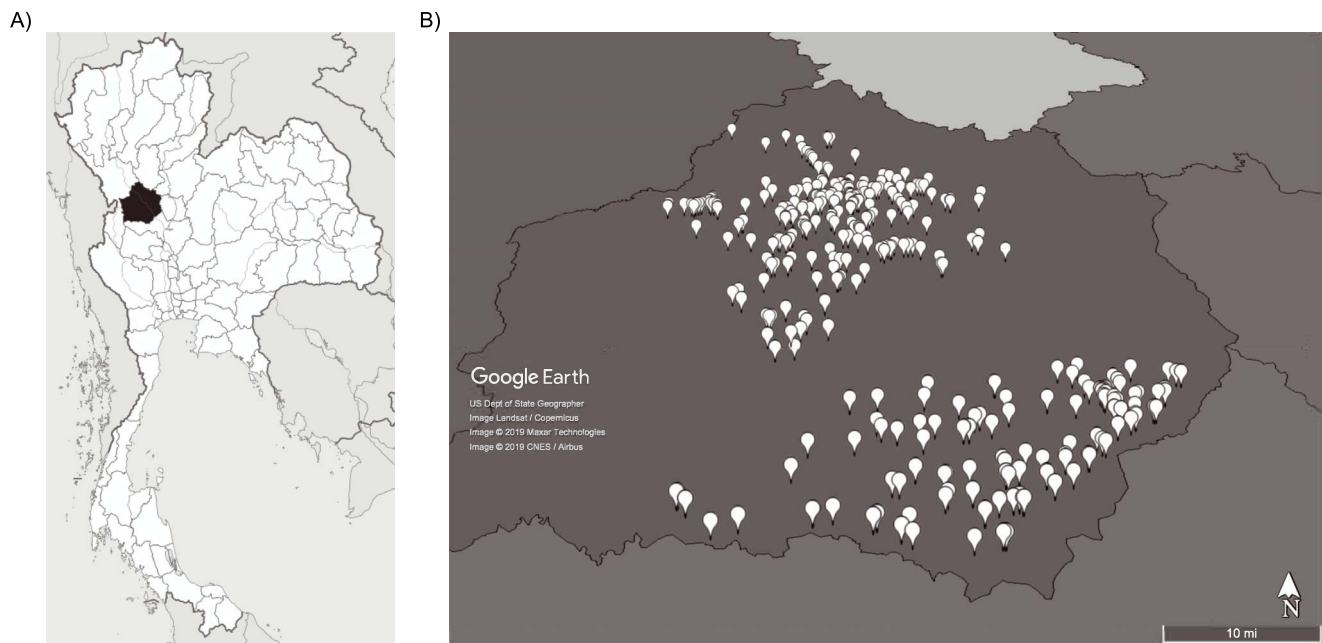 A)
B)
Google Earth
US Dept of State Geographer
Image Landsat / Copernicus
Image © 2019 Maxar Technologies
Image © 2019 CNES / Airbus
N
10 mi